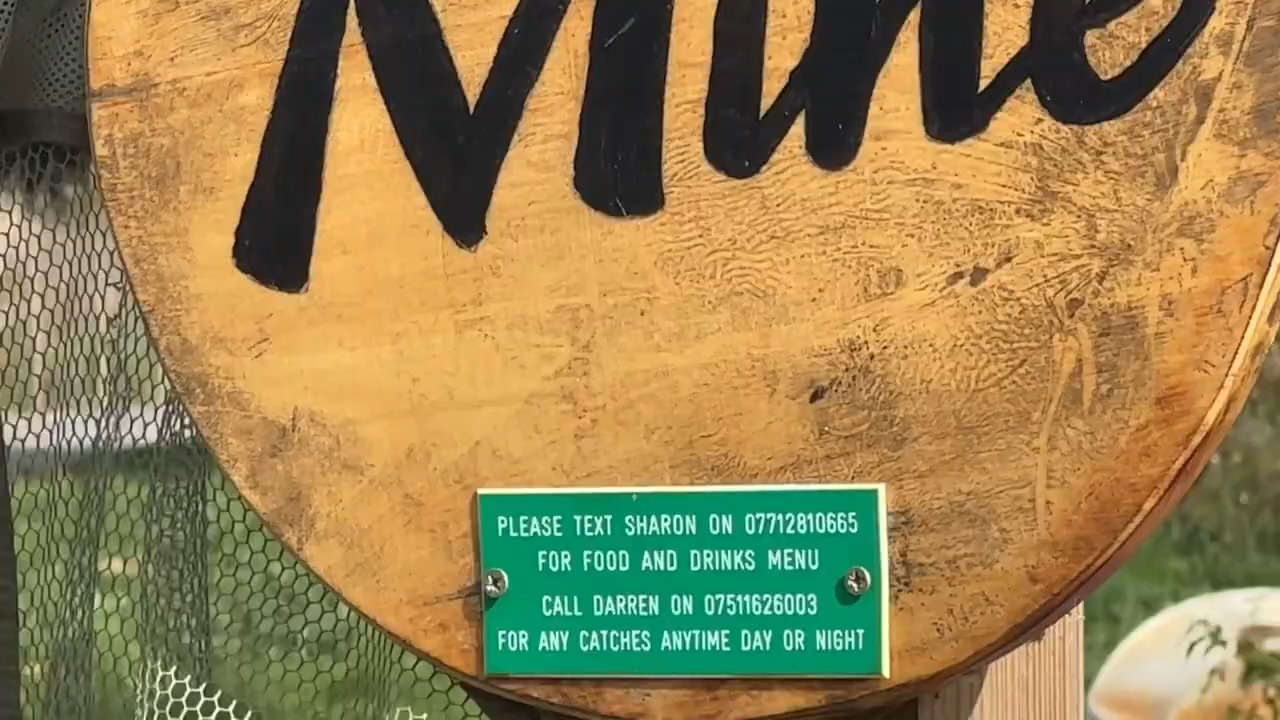 Mine
PLEASE TEXT SHARON ON 07712810665
FOR FOOD AND DRINKS MENU
CALL DARREN ON 07511626003
FOR ANY CATCHES ANYTIME DAY OR NIGHT